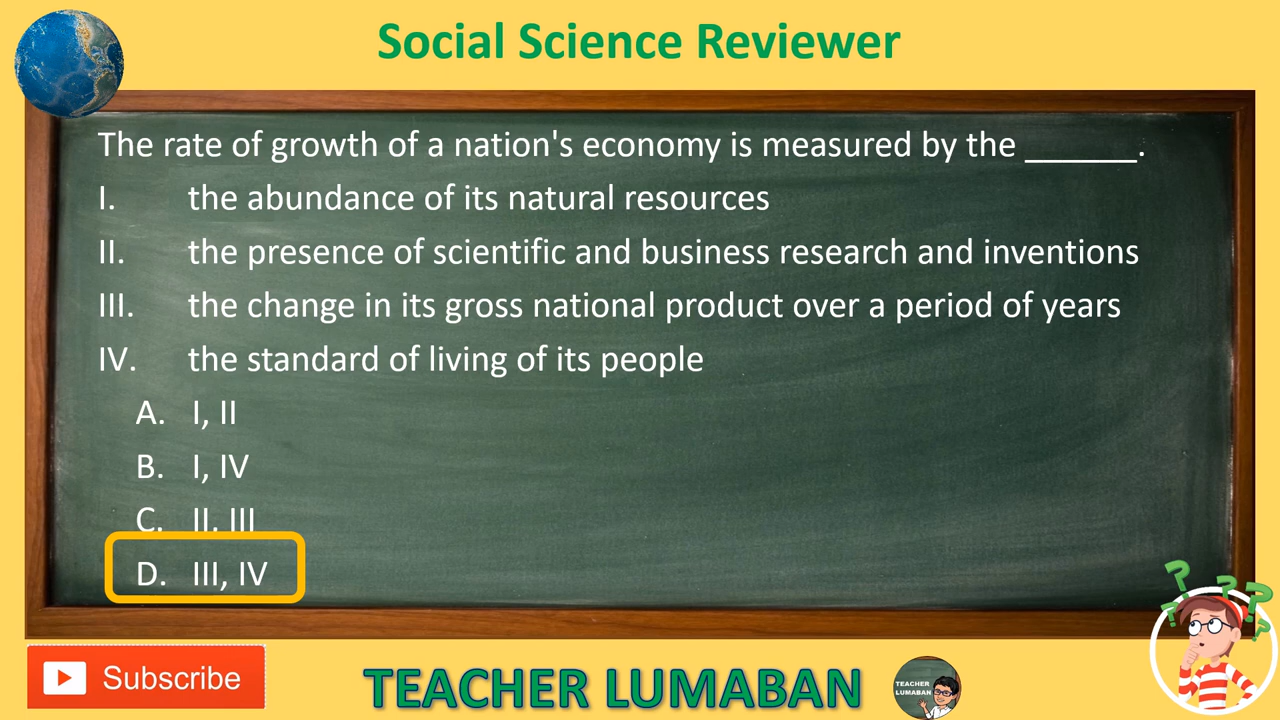 Social Science Reviewer
The rate of growth of a nation's economy is measured by the ______.
I. the abundance of its natural resources
II. the presence of scientific and business research and inventions
III. the change in its gross national product over a period of years
IV. the standard of living of its people
A. I, II
B. I, IV
C. II, III
D. III, IV
? ? ? ? ?
Subscribe
TEACHER LUMABAN
TEACHER
LUMABAN